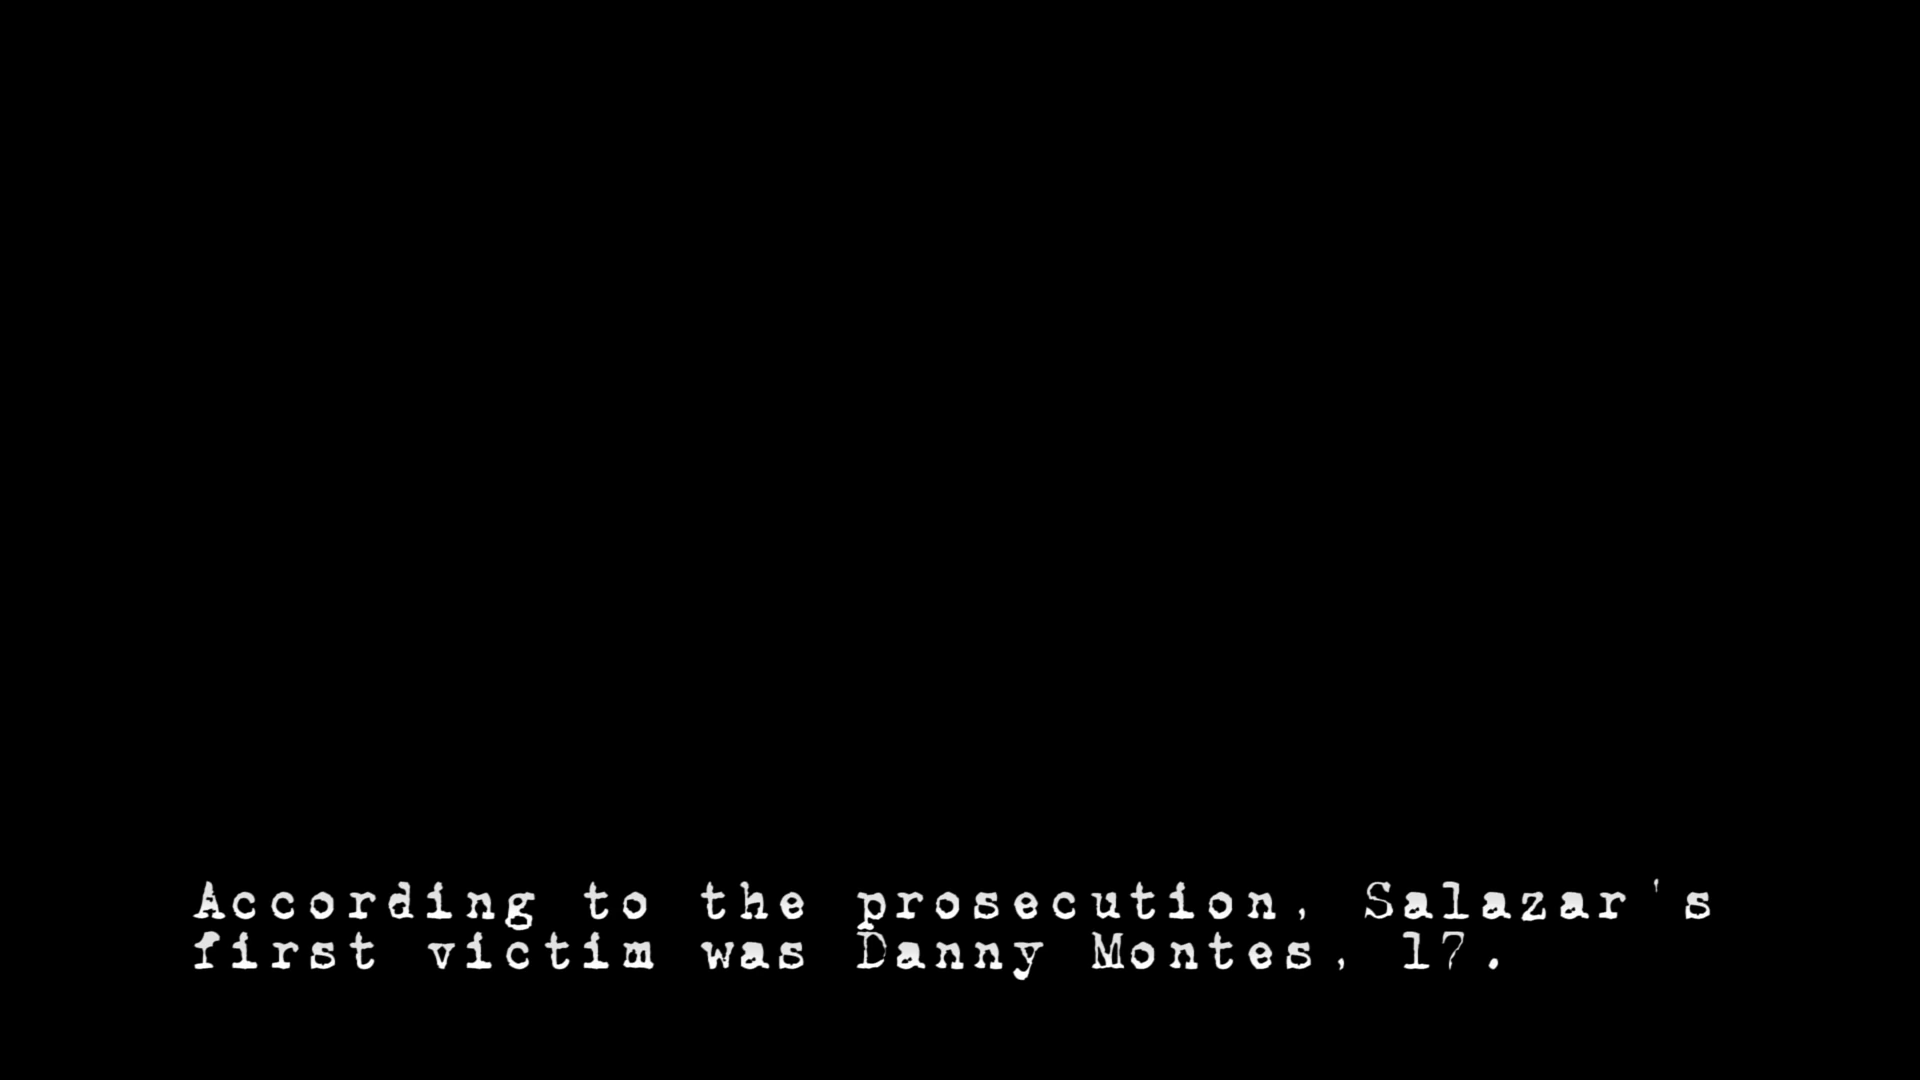 According to the prosecution, Salazar's
first victim was Danny Montes, 17.